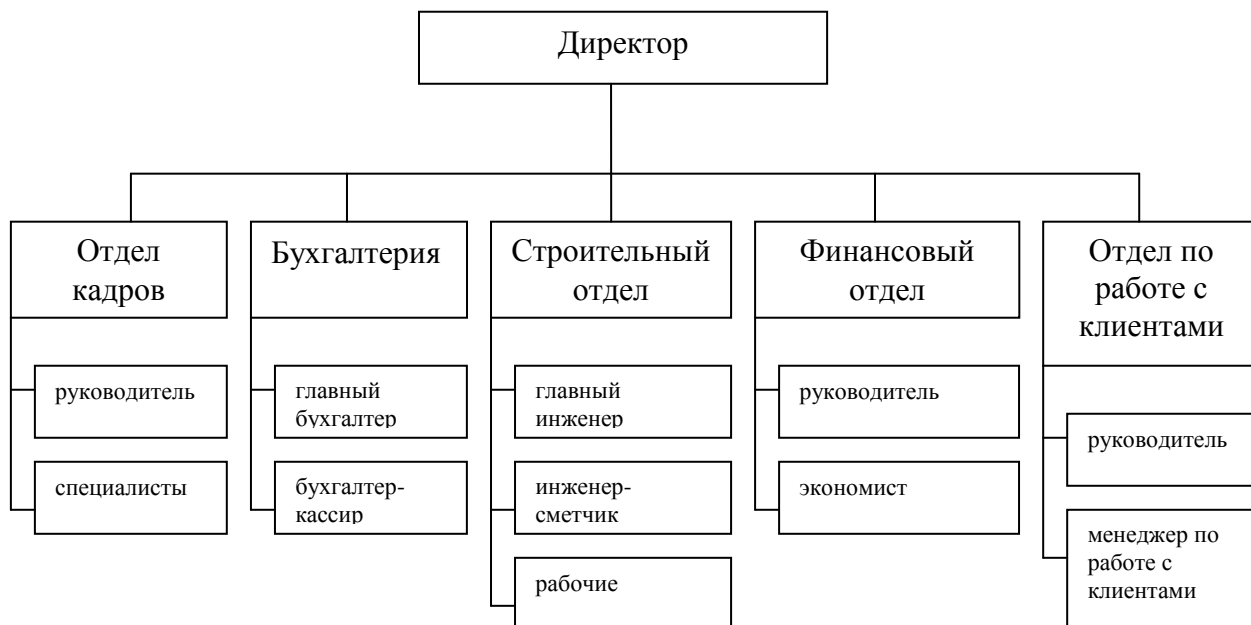 Директор
Отдел
кадров
Бухгалтерия
Строительный
отдел
Финансовый
отдел
Отдел по
работе с
клиентами
руководитель
специалисты
главный
бухгалтер
бухгалтер-
кассир
главный
инженер
инженер-
сметчик
рабочие
руководитель
экономист
руководитель
менеджер по
работе с
клиентами